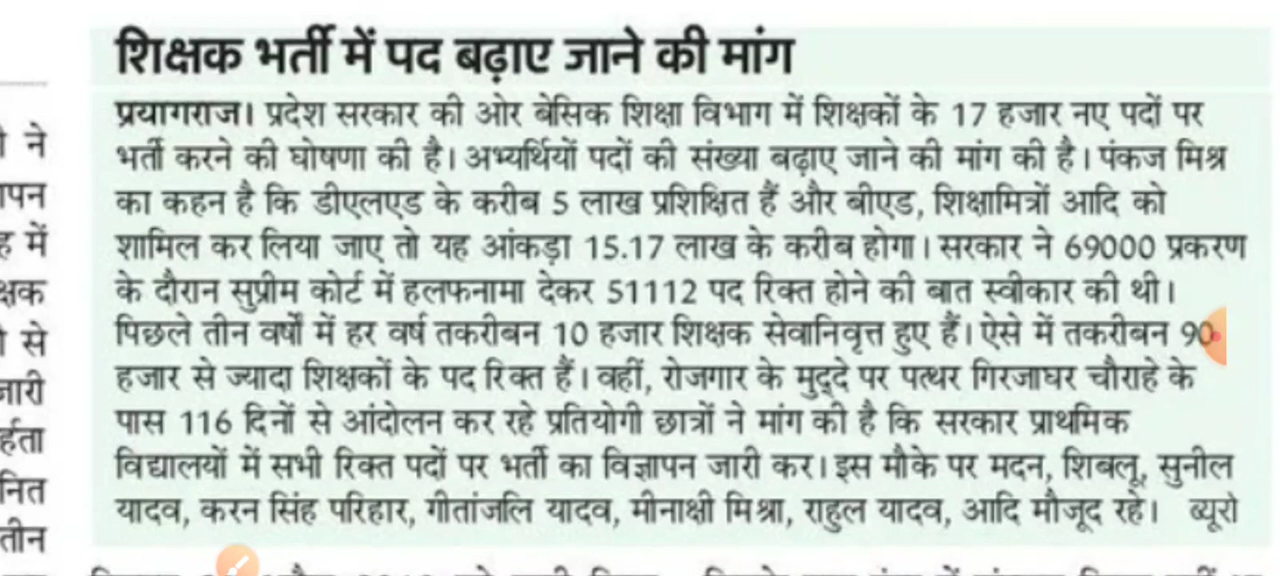 शिक्षक भर्ती में पद बढ़ाए जाने की मांग
प्रयागराज। प्रदेश सरकार की ओर बेसिक शिक्षा विभाग में शिक्षकों के 17 हजार नए पदों पर
भर्ती करने की घोषणा की है। अभ्यर्थियों पदों की संख्या बढ़ाए जाने की मांग की है। पंकज मिश्र
का कहना है कि डीएलएड के करीब 5 लाख प्रशिक्षित हैं और बीएड, शिक्षामित्रों आदि को
शामिल कर लिया जाए तो यह आंकड़ा 15.17 लाख के करीब होगा। सरकार ने 69000 प्रकरण
के दौरान सुप्रीम कोर्ट में हलफनामा देकर 51112 पद रिक्त होने की बात स्वीकार की थी।
पिछले तीन वर्षों में हर वर्ष तकरीबन 10 हजार शिक्षक सेवानिवृत्त हुए हैं। ऐसे में तकरीबन 90
हजार से ज्यादा शिक्षकों के पद रिक्त हैं। वहीं, रोजगार के मुद्दे पर पत्थर गिरजाघर चौराहे के
पास 116 दिनों से आंदोलन कर रहे प्रतियोगी छात्रों ने मांग की है कि सरकार प्राथमिक
विद्यालयों में सभी रिक्त पदों पर भर्ती का विज्ञापन जारी कर। इस मौके पर मदन, शिबलू, सुनील
यादव, करन सिंह परिहार, गीतांजलि यादव, मीनाक्षी मिश्रा, राहुल यादव, आदि मौजूद रहे। ब्यूरो
ने
में
से